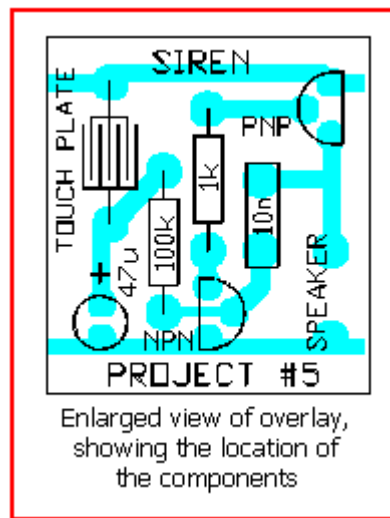 SIREN
TOUCH PLATE
PNP
1k
10n
100k
+
47u
SPEAKER
NPN
PROJECT #5
Enlarged view of overlay,
showing the location of
the components